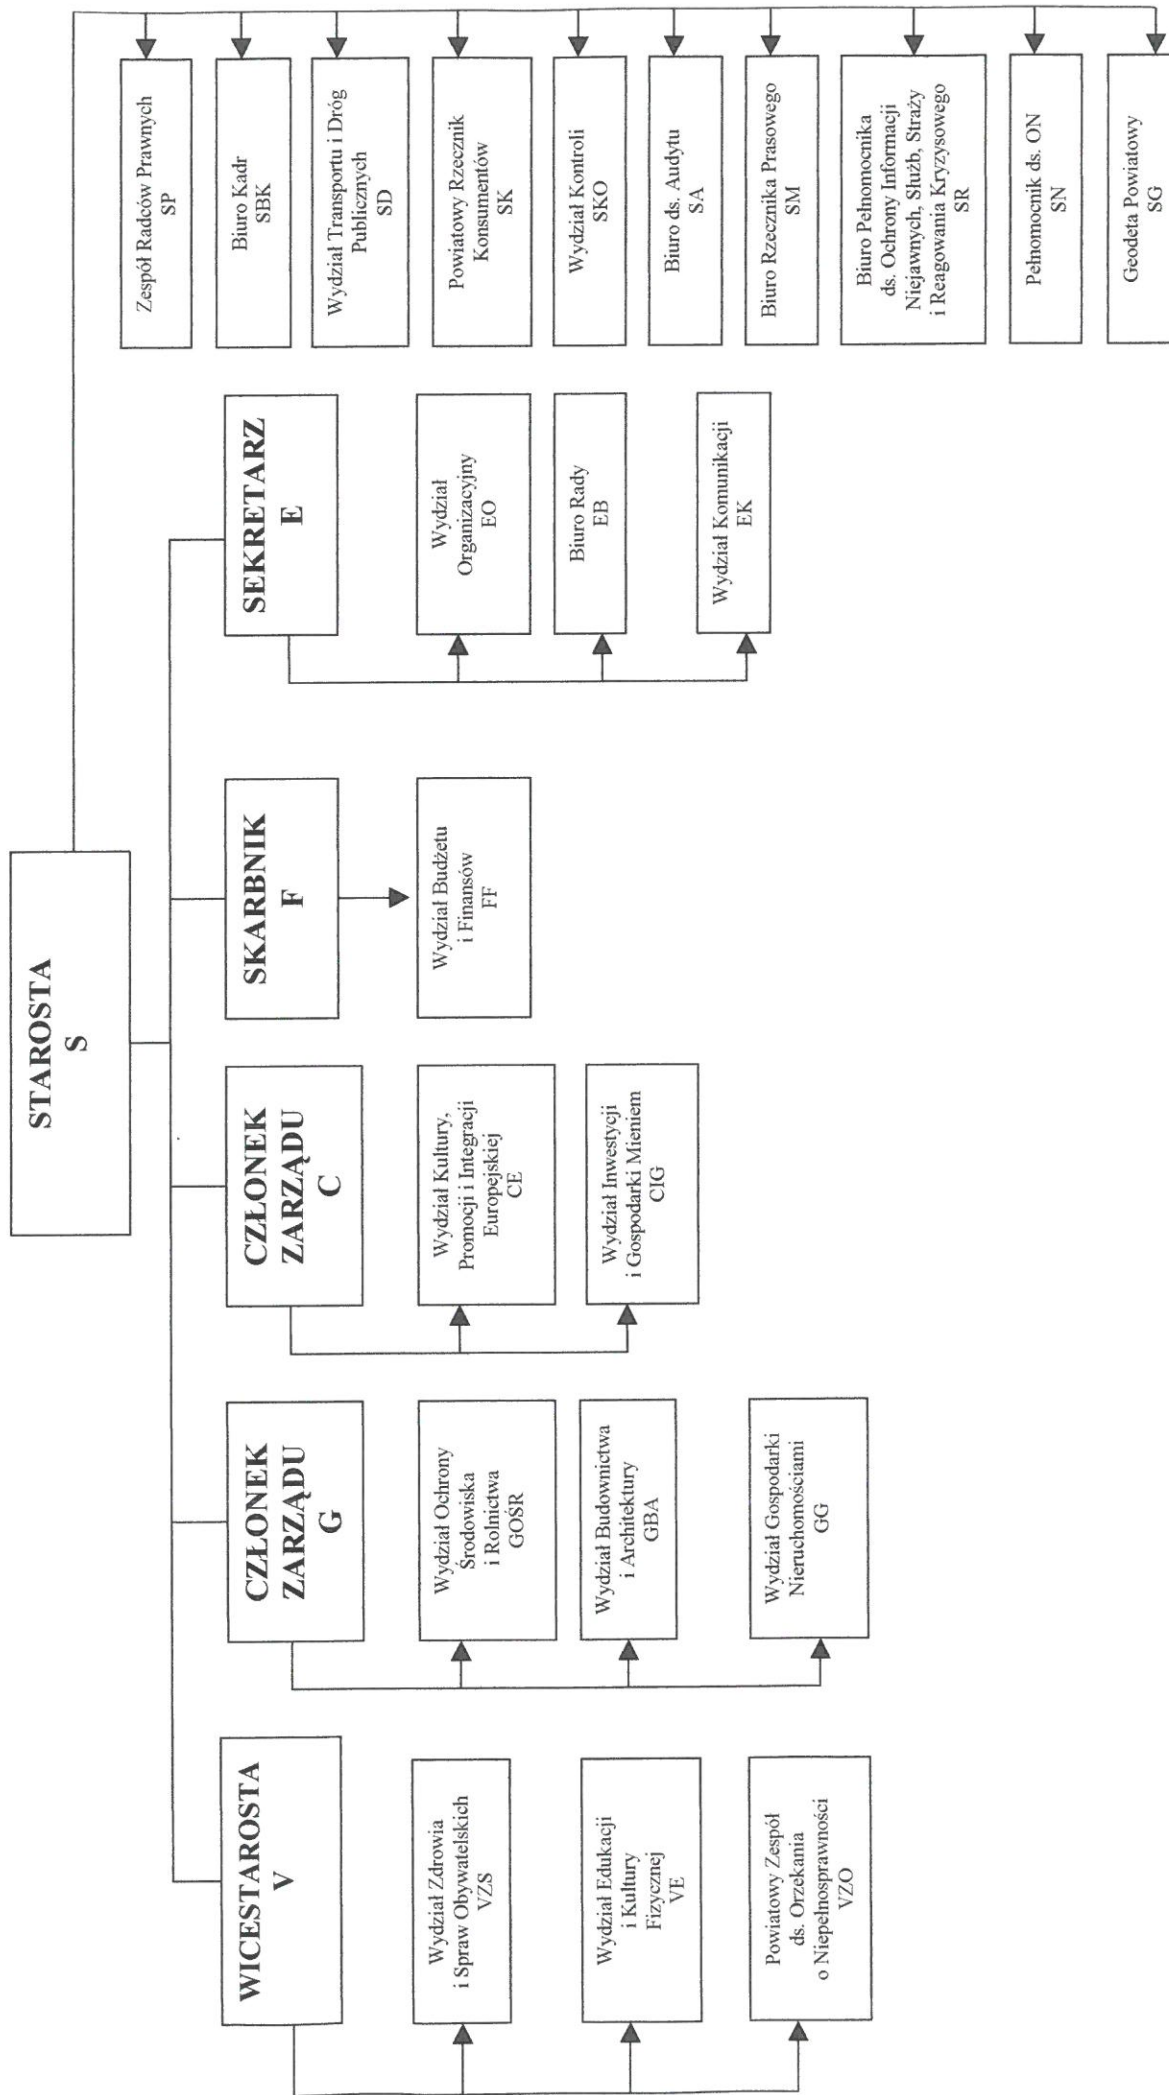 STAROSTA
S
WICESTAROSTA
V
Wydział Zdrowia
i Spraw Obywatelskich
VZS
Wydział Edukacji
i Kultury
Fizycznej
VE
Powiatowy Zespół
ds. Orzekania
o Niepełnosprawności
VZO
CZŁONEK
ZARZĄDU
G
Wydział Ochrony
Środowiska
i Rolnictwa
GOŚR
Wydział Budownictwa
i Architektury
GBA
Wydział Gospodarki
Nieruchomościami
GG
CZŁONEK
ZARZĄDU
C
Wydział Kultury,
Promocji i Integracji
Europejskiej
CE
Wydział Inwestycji
i Gospodarki Mieniem
CIG
SKARBNIK
F
Wydział Budżetu
i Finansów
FF
SEKRETARZ
E
Wydział
Organizacyjny
EO
Biuro Rady
EB
Wydział Komunikacji
EK
Zespół Radców Prawnych
SP
Biuro Kadr
SBK
Wydział Transportu i Dróg
Publicznych
SD
Powiatowy Rzecznik
Konsumentów
SK
Wydział Kontroli
SKO
Biuro ds. Audytu
SA
Biuro Rzecznika Prasowego
SM
Biuro Pełnomocnika
ds. Ochrony Informacji
Niejawnych, Służb, Straży
i Reagowania Kryzysowego
SR
Pełnomocnik ds. ON
SN
Geodeta Powiatowy
SG